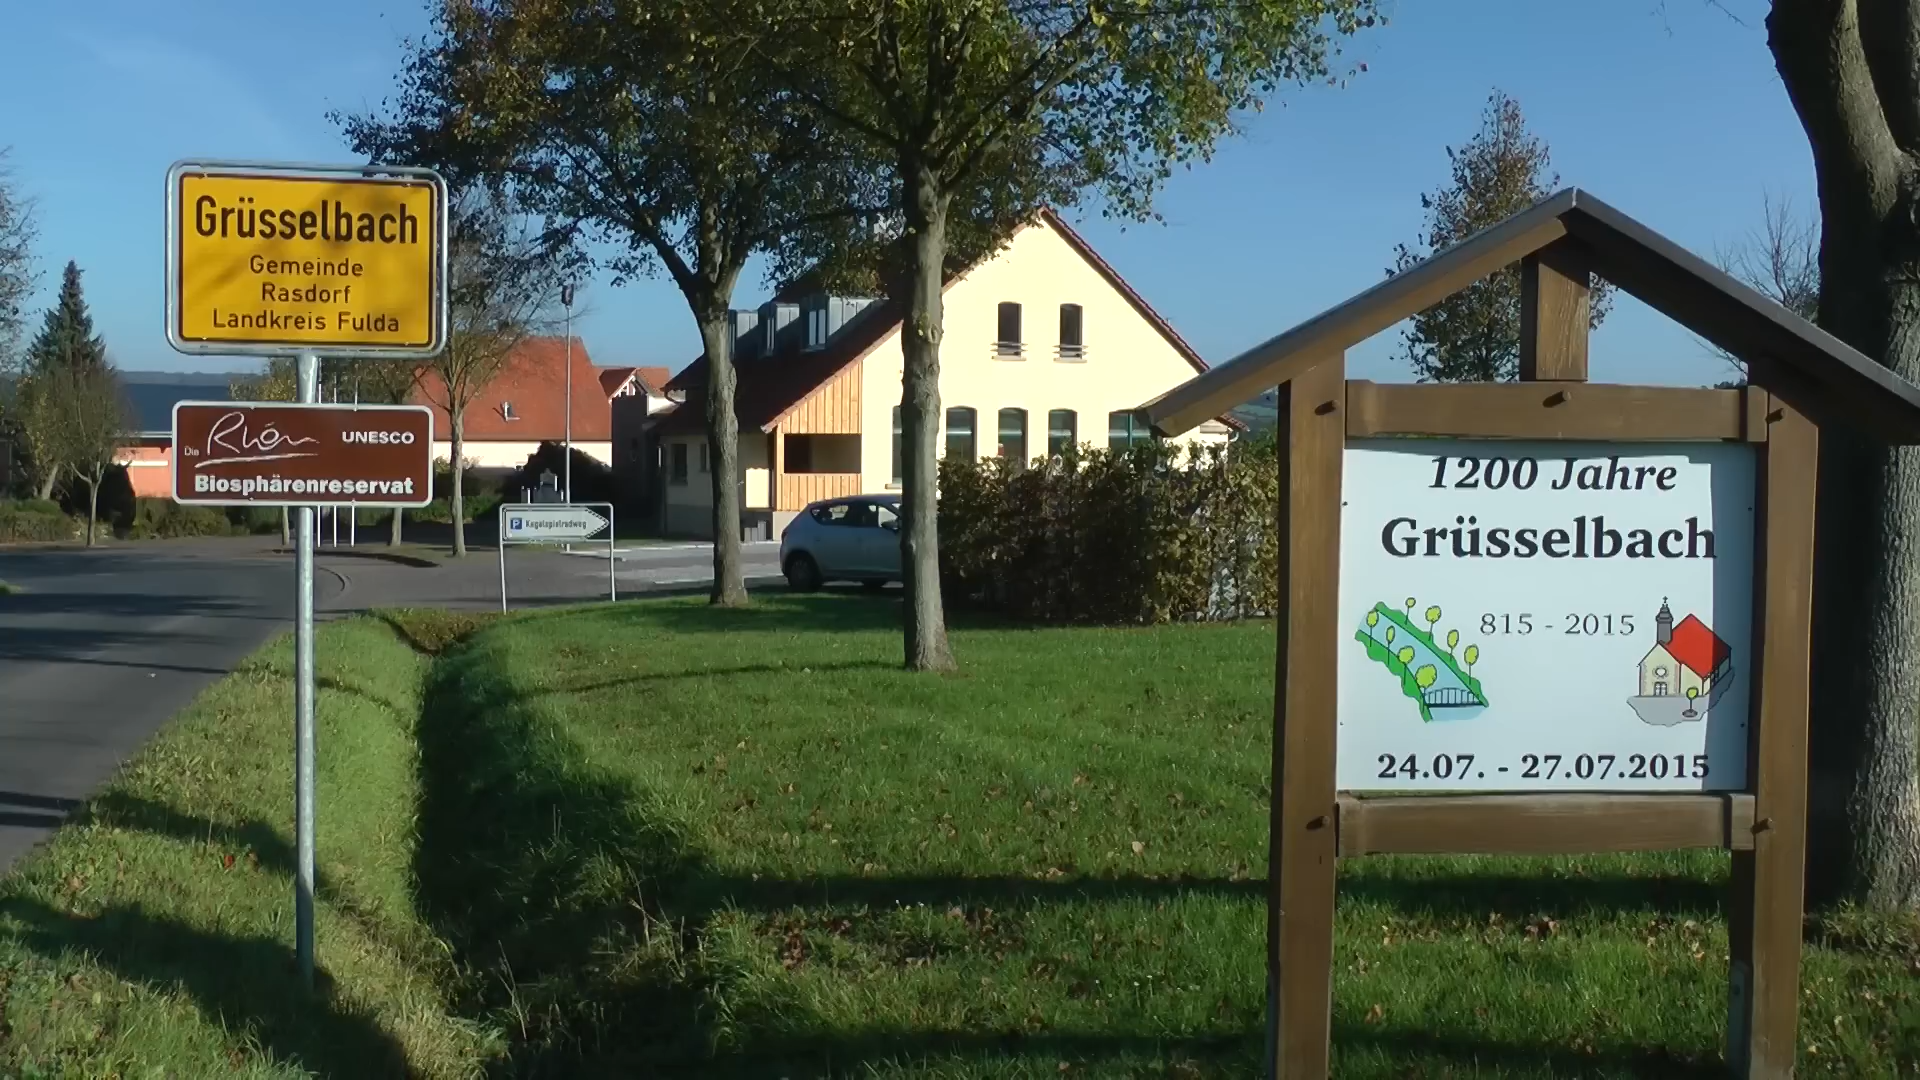 Grüsselbach
Gemeinde
Rasdorf
Landkreis Fulda
Die Rhön UNESCO
Biosphärenreservat
P Kegelspielradweg
1200 Jahre
Grüsselbach
815 - 2015
24.07. - 27.07.2015